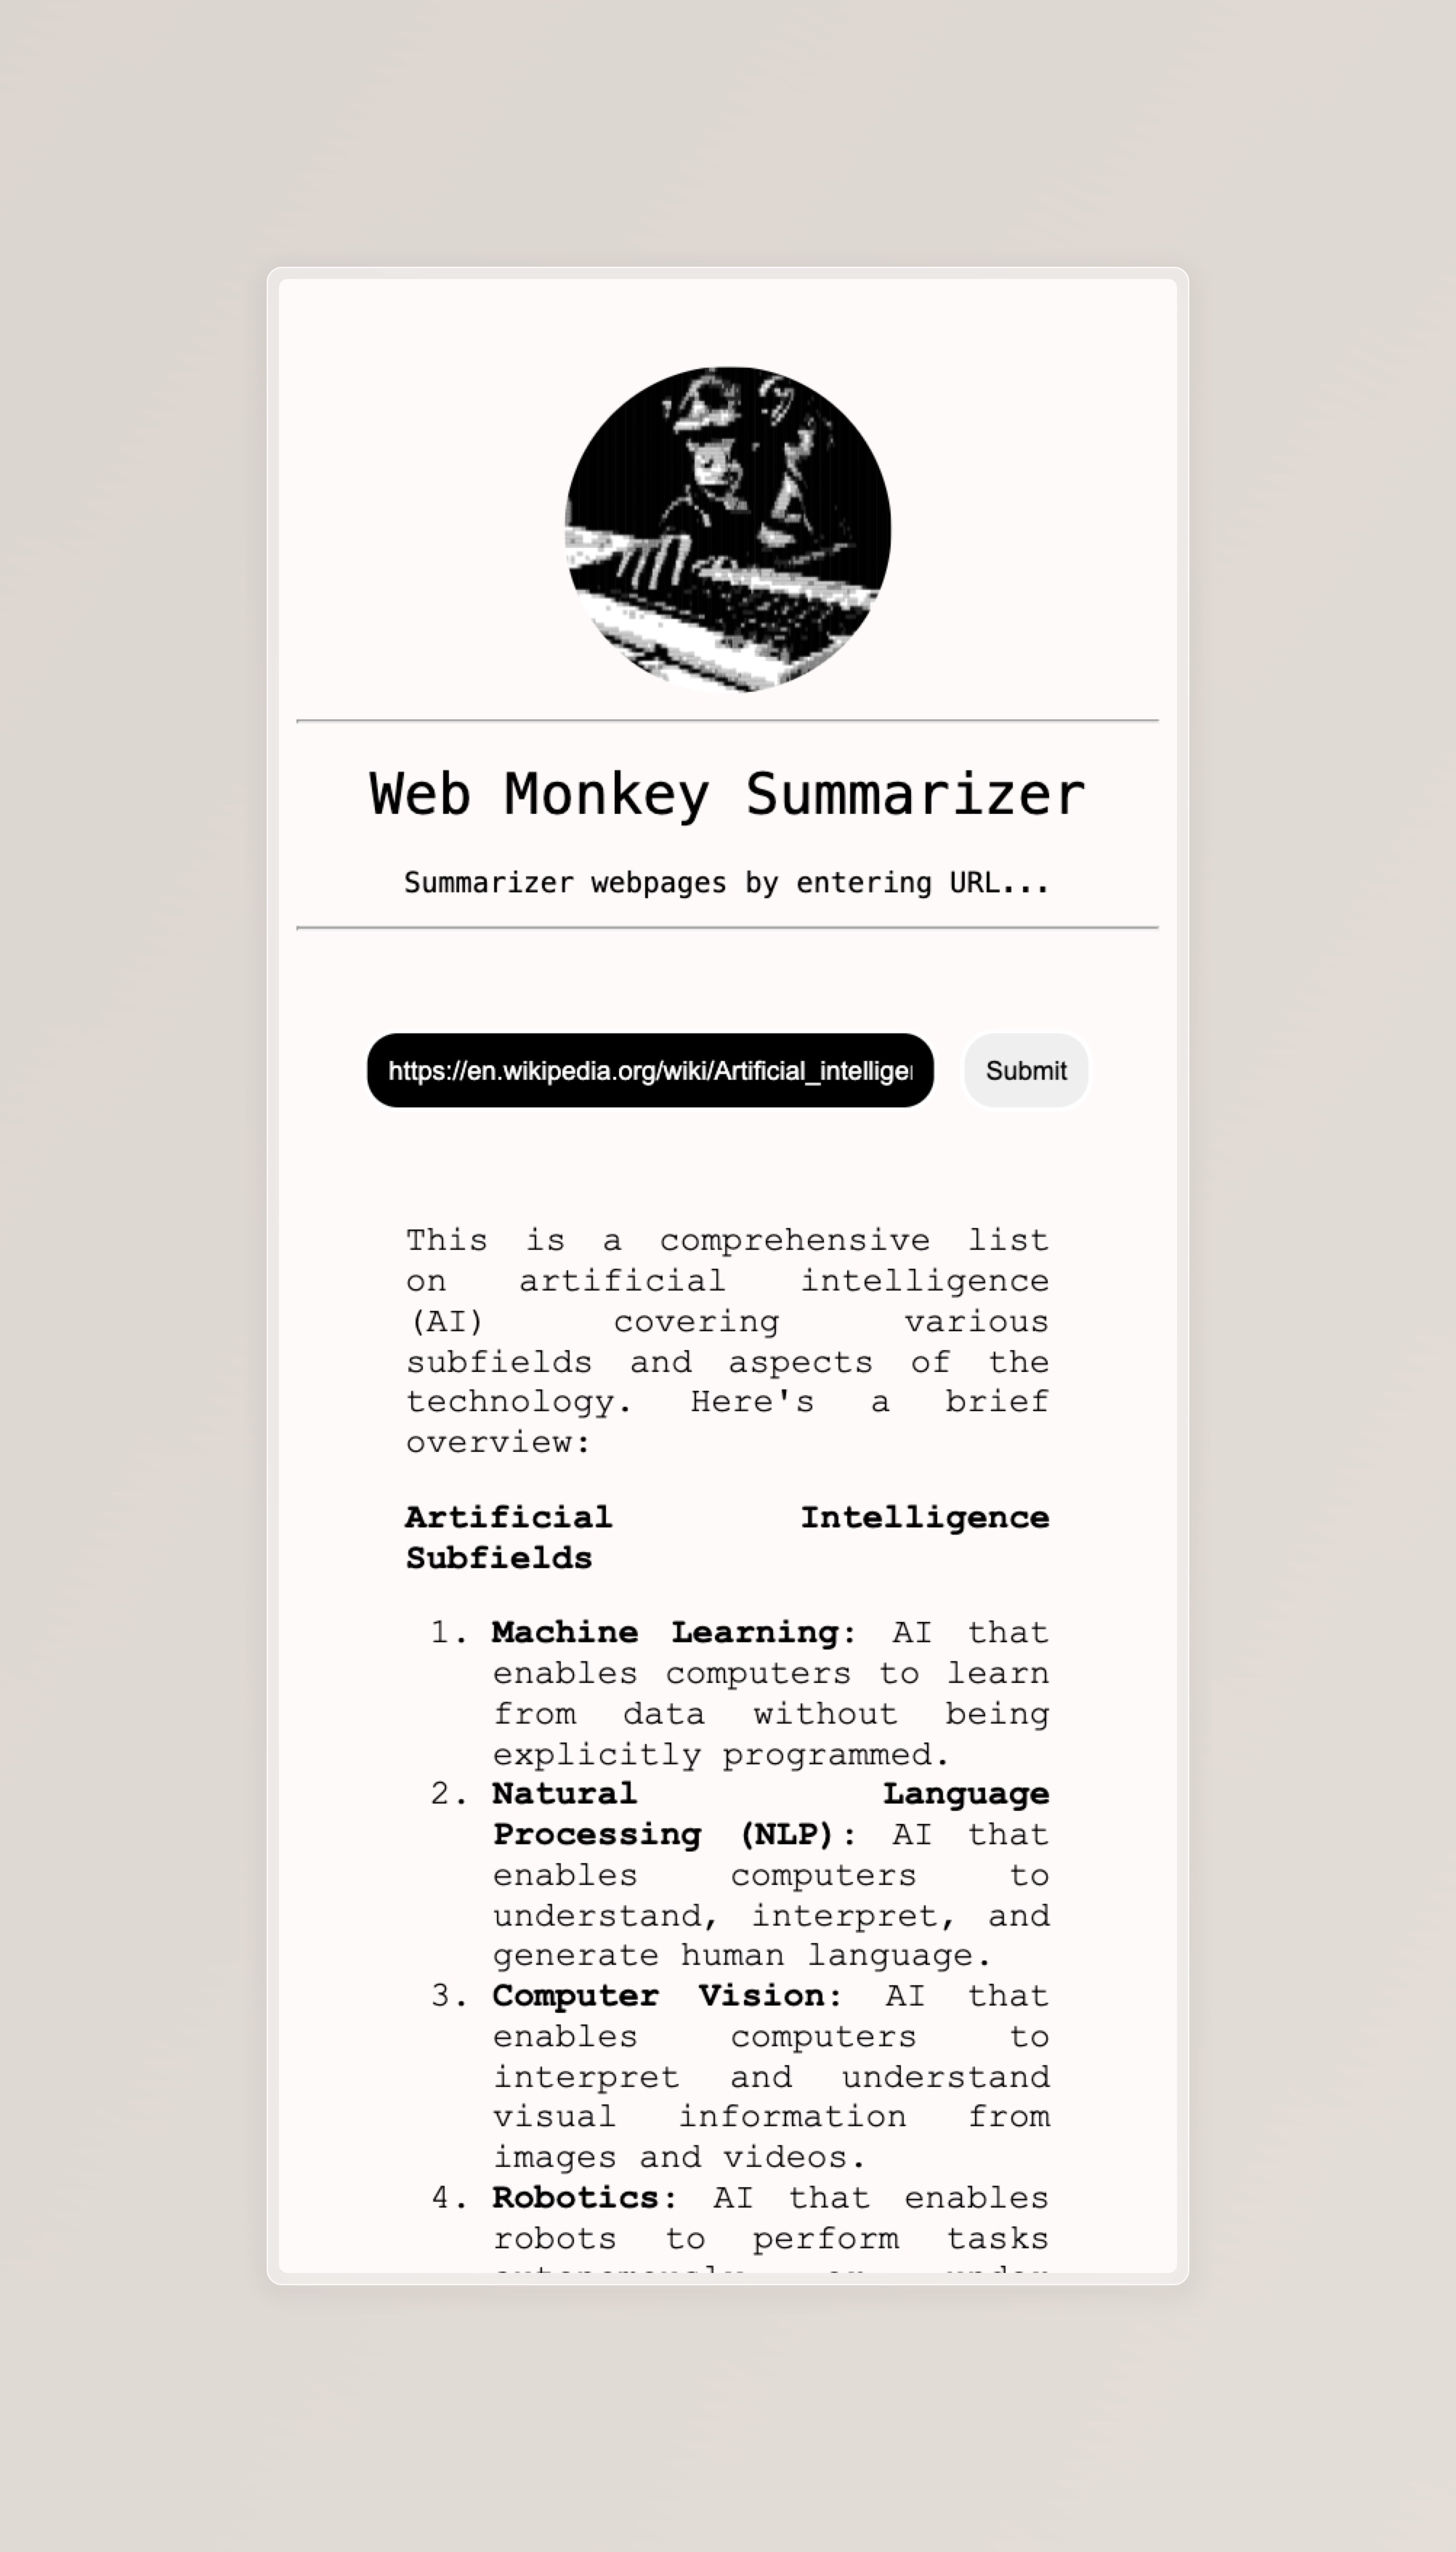 Web Monkey Summarizer
Summarizer webpages by entering URL...
https://en.wikipedia.org/wiki/Artificial_intellige
Submit
This is a comprehensive list
on artificial intelligence
(AI) covering various
subfields and aspects of the
technology. Here's a brief
overview:
Artificial Intelligence
Subfields
1. Machine Learning: AI that
enables computers to learn
from data without being
explicitly programmed.
2. Natural Language
Processing (NLP): AI that
enables computers to
understand, interpret, and
generate human language.
3. Computer Vision: AI that
enables computers to
interpret and understand
visual information from
images and videos.
4. Robotics: AI that enables
robots to perform tasks